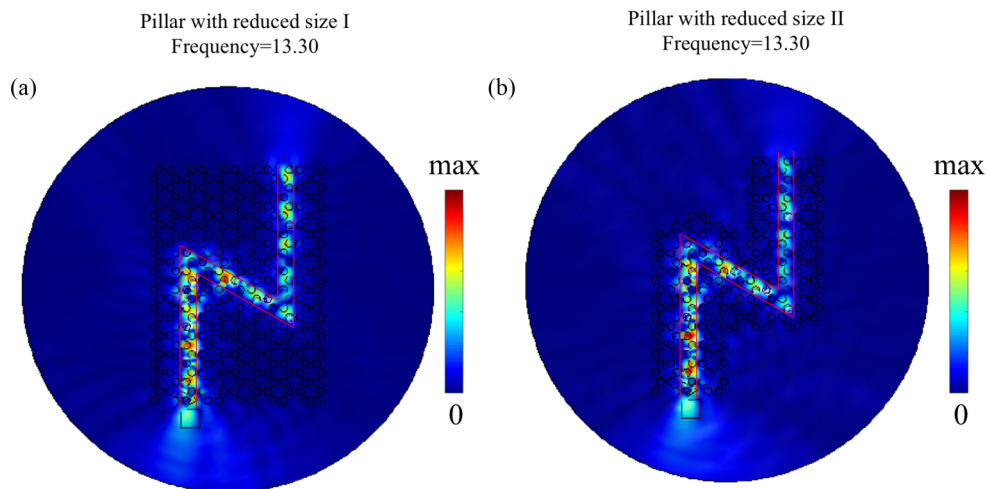 Pillar with reduced size I
Frequency=13.30
(a)
max
0
Pillar with reduced size II
Frequency=13.30
(b)
max
0